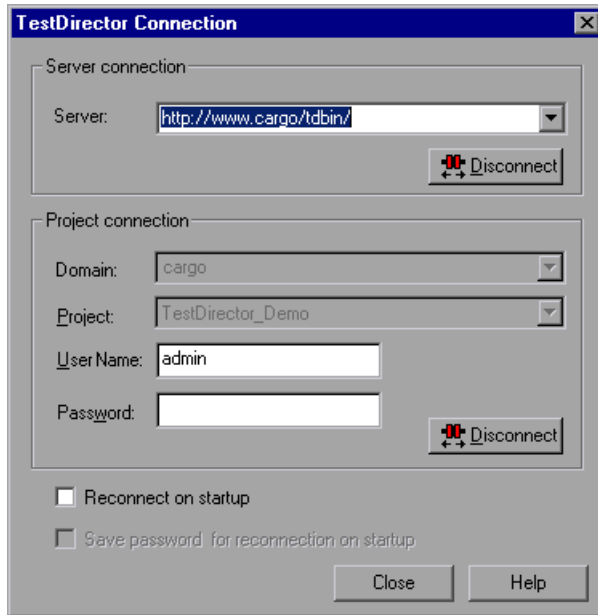 TestDirector Connection
Server connection
Server: http://www.cargo/tdbin/
Disconnect
Project connection
Domain: cargo
Project: TestDirector_Demo
User Name: admin
Password:
Disconnect
Reconnect on startup
Save password for reconnection on startup
Close Help